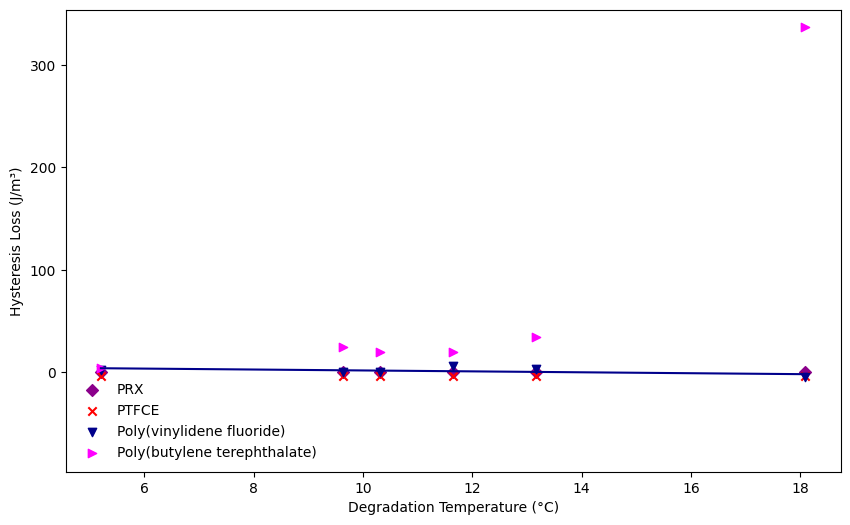 300
200
100
0
Hysteresis Loss (J/m³)
PRX
PTFCE
Poly(vinylidene fluoride)
Poly(butylene terephthalate)
6 8 10 12 14 16 18
Degradation Temperature (°C)